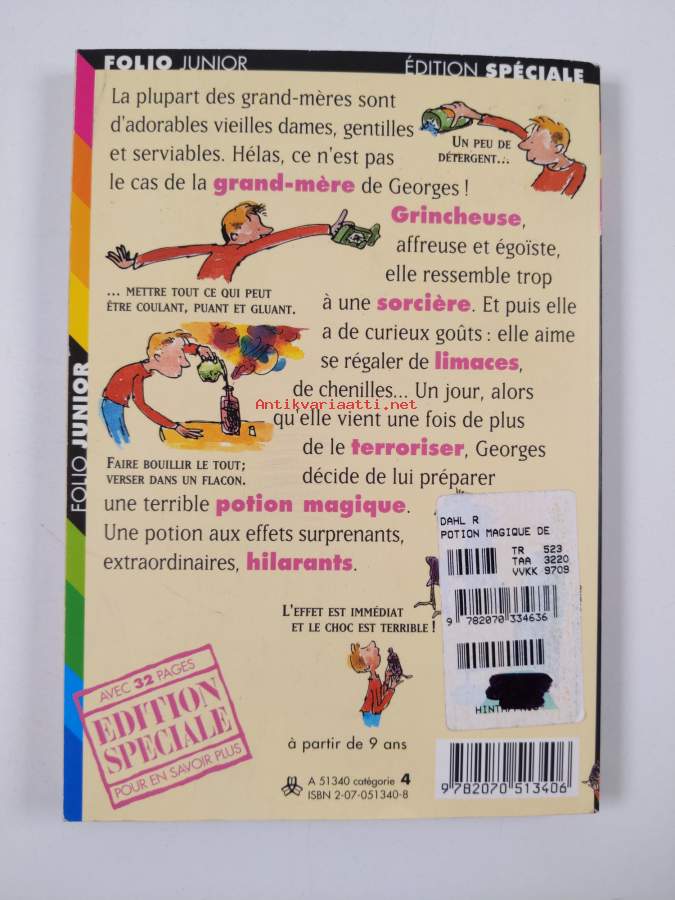 FOLIO JUNIOR
ÉDITION SPÉCIALE
La plupart des grand-mères sont
d'adorables vieilles dames, gentilles
et serviables. Hélas, ce n'est pas
le cas de la grand-mère de Georges !
UN PEU DE
DÉTERGENT...
Grincheuse,
affreuse et égoïste,
elle ressemble trop
à une sorcière. Et puis elle
a de curieux goûts : elle aime
se régaler de limaces,
de chenilles... Un jour, alors
qu'elle vient une fois de plus
de le terroriser, Georges
décide de lui préparer
une terrible potion magique.
Une potion aux effets surprenants,
extraordinaires, hilarants.
... METTRE TOUT CE QUI PEUT
ÊTRE COULANT, PUANT ET GLUANT.
FAIRE BOUILLIR LE TOUT;
VERSER DANS UN FLACON.
L'EFFET EST IMMÉDIAT
ET LE CHOC EST TERRIBLE !
FOLIO JUNIOR
Antikvariaatti.net
DAHL R
POTION MAGIQUE DE
TR 523
TAA 3220
VVKK 9709
9 782070 334636
AVEC 32 PAGES
EDITION
SPECIALE
POUR EN SAVOIR PLUS
à partir de 9 ans
A 51340 catégorie 4
ISBN 2-07-051340-8
9 782070 513406